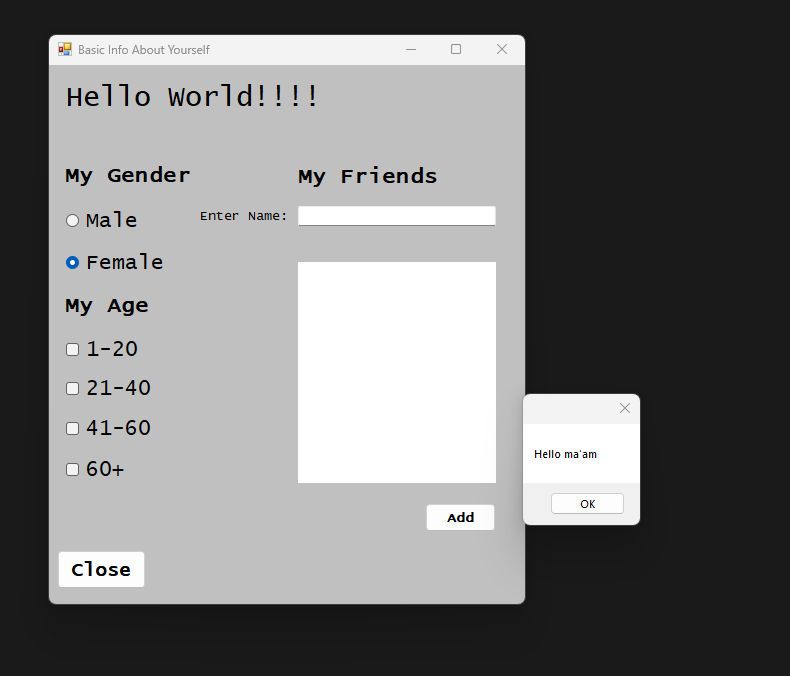 Basic Info About Yourself
Hello World!!!!
My Gender
My Friends
Male
Enter Name:
Female
My Age
1-20
21-40
41-60
60+
Add
Close
Hello ma'am
OK